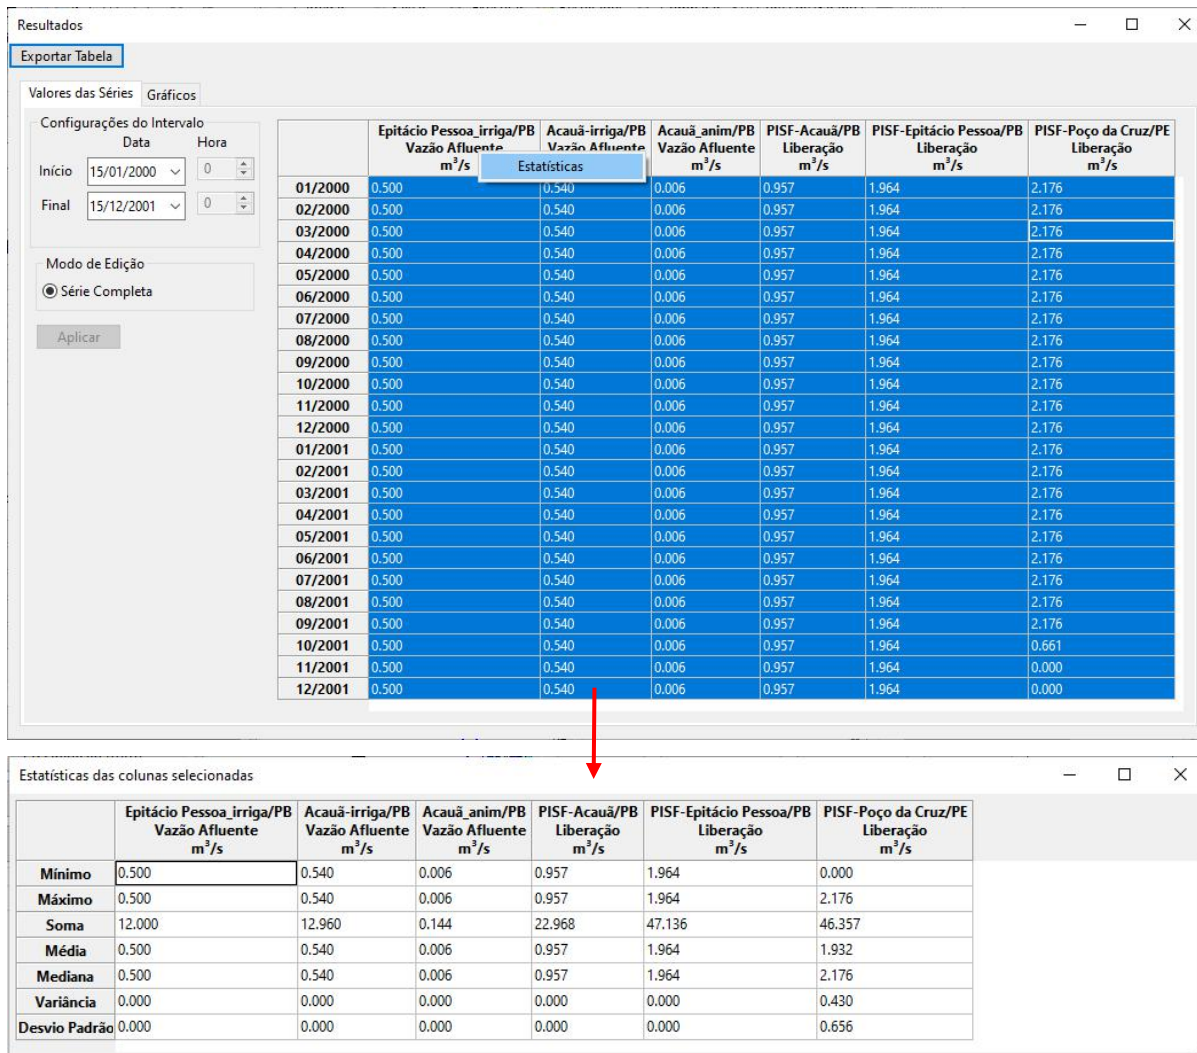 Resultados
Exportar Tabela
Valores das Séries Gráficos
Configurações do Intervalo
Data Hora
Início 15/01/2000 0
Final 15/12/2001 0
Modo de Edição
Série Completa
Aplicar
Epitácio Pessoa_irriga/PB Acauã-irriga/PB Acauã_anim/PB PISF-Acauã/PB PISF-Epitácio Pessoa/PB PISF-Poço da Cruz/PE
Vazão Afluente Vazão Afluente Vazão Afluente Liberação Liberação Liberação
m³/s m³/s m³/s m³/s m³/s
Estatísticas
01/2000 0.500 0.540 0.006 0.957 1.964 2.176
02/2000 0.500 0.540 0.006 0.957 1.964 2.176
03/2000 0.500 0.540 0.006 0.957 1.964 2.176
04/2000 0.500 0.540 0.006 0.957 1.964 2.176
05/2000 0.500 0.540 0.006 0.957 1.964 2.176
06/2000 0.500 0.540 0.006 0.957 1.964 2.176
07/2000 0.500 0.540 0.006 0.957 1.964 2.176
08/2000 0.500 0.540 0.006 0.957 1.964 2.176
09/2000 0.500 0.540 0.006 0.957 1.964 2.176
10/2000 0.500 0.540 0.006 0.957 1.964 2.176
11/2000 0.500 0.540 0.006 0.957 1.964 2.176
12/2000 0.500 0.540 0.006 0.957 1.964 2.176
01/2001 0.500 0.540 0.006 0.957 1.964 2.176
02/2001 0.500 0.540 0.006 0.957 1.964 2.176
03/2001 0.500 0.540 0.006 0.957 1.964 2.176
04/2001 0.500 0.540 0.006 0.957 1.964 2.176
05/2001 0.500 0.540 0.006 0.957 1.964 2.176
06/2001 0.500 0.540 0.006 0.957 1.964 2.176
07/2001 0.500 0.540 0.006 0.957 1.964 2.176
08/2001 0.500 0.540 0.006 0.957 1.964 2.176
09/2001 0.500 0.540 0.006 0.957 1.964 2.176
10/2001 0.500 0.540 0.006 0.957 1.964 0.661
11/2001 0.500 0.540 0.006 0.957 1.964 0.000
12/2001 0.500 0.540 0.006 0.957 1.964 0.000
Estatísticas das colunas selecionadas
Epitácio Pessoa_irriga/PB Acauã-irriga/PB Acauã_anim/PB PISF-Acauã/PB PISF-Epitácio Pessoa/PB PISF-Poço da Cruz/PE
Vazão Afluente Vazão Afluente Vazão Afluente Liberação Liberação Liberação
m³/s m³/s m³/s m³/s m³/s m³/s
Mínimo 0.500 0.540 0.006 0.957 1.964 0.000
Máximo 0.500 0.540 0.006 0.957 1.964 2.176
Soma 12.000 12.960 0.144 22.968 47.136 46.357
Média 0.500 0.540 0.006 0.957 1.964 1.932
Mediana 0.500 0.540 0.006 0.957 1.964 2.176
Variância 0.000 0.000 0.000 0.000 0.000 0.430
Desvio Padrão 0.000 0.000 0.000 0.000 0.000 0.656